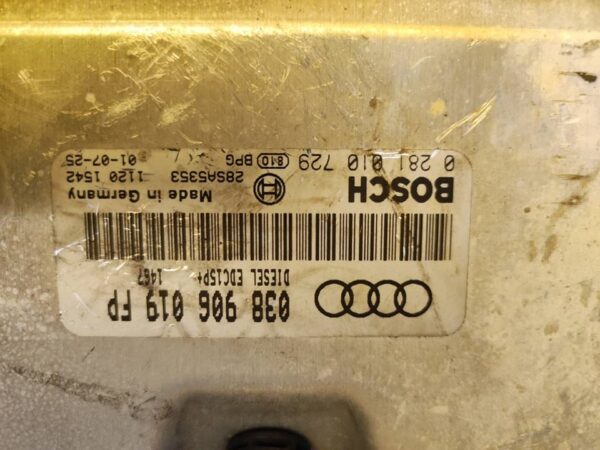 038 906 019 FP
DIESEL EDC15P+ 1467
BOSCH
Made in Germany
0 281 010 729
28SA5353 1120 1542
810 BPG 01-07-25